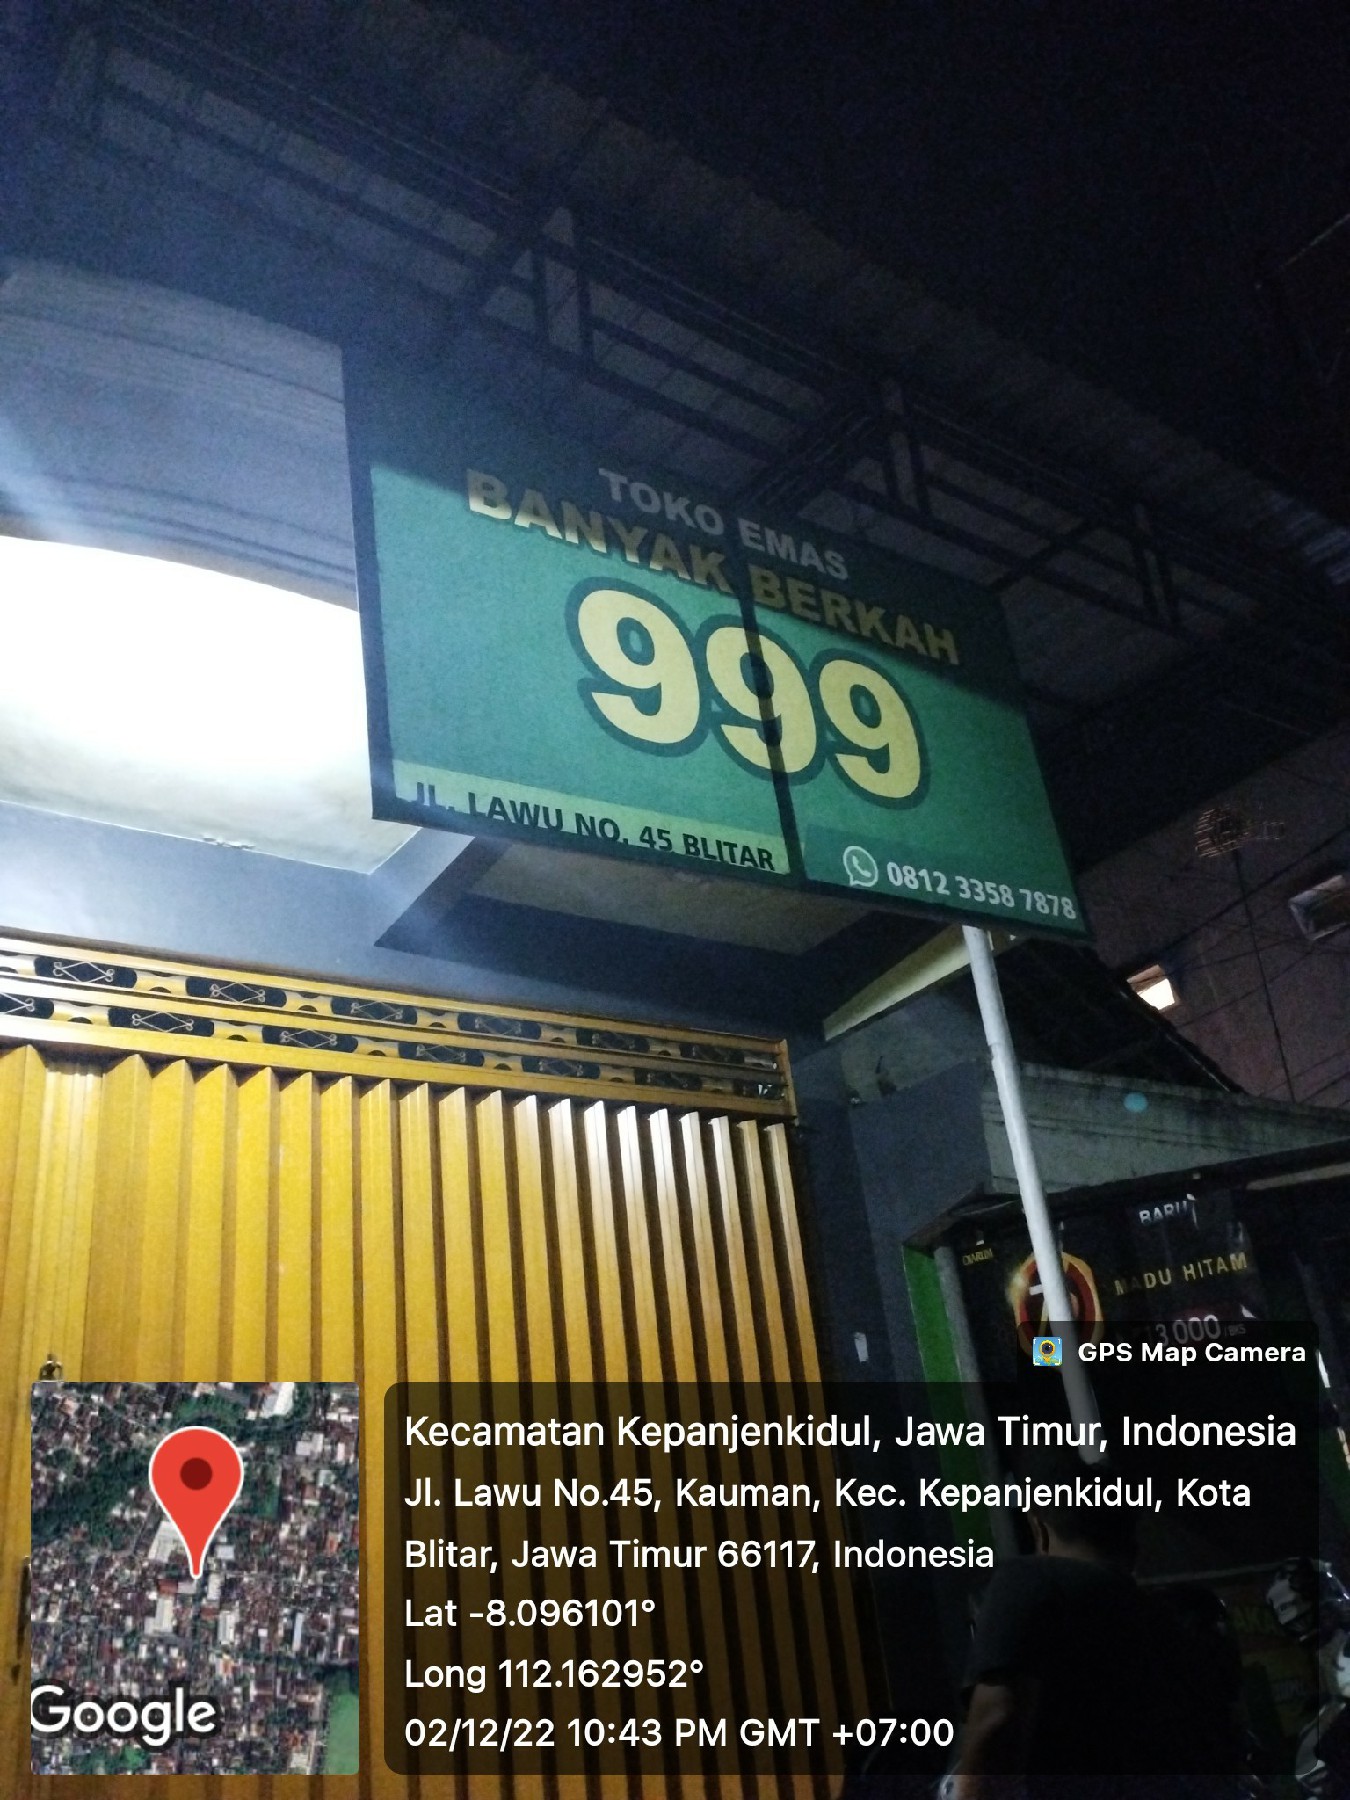 TOKO EMAS
BANYAK BERKAH
999
JL. LAWU NO. 45 BLITAR
0812 3358 7878
BARU
MADU HITAM
13.000
GPS Map Camera
Kecamatan Kepanjenkidul, Jawa Timur, Indonesia
Jl. Lawu No.45, Kauman, Kec. Kepanjenkidul, Kota
Blitar, Jawa Timur 66117, Indonesia
Lat -8.096101°
Long 112.162952°
02/12/22 10:43 PM GMT +07:00
Google